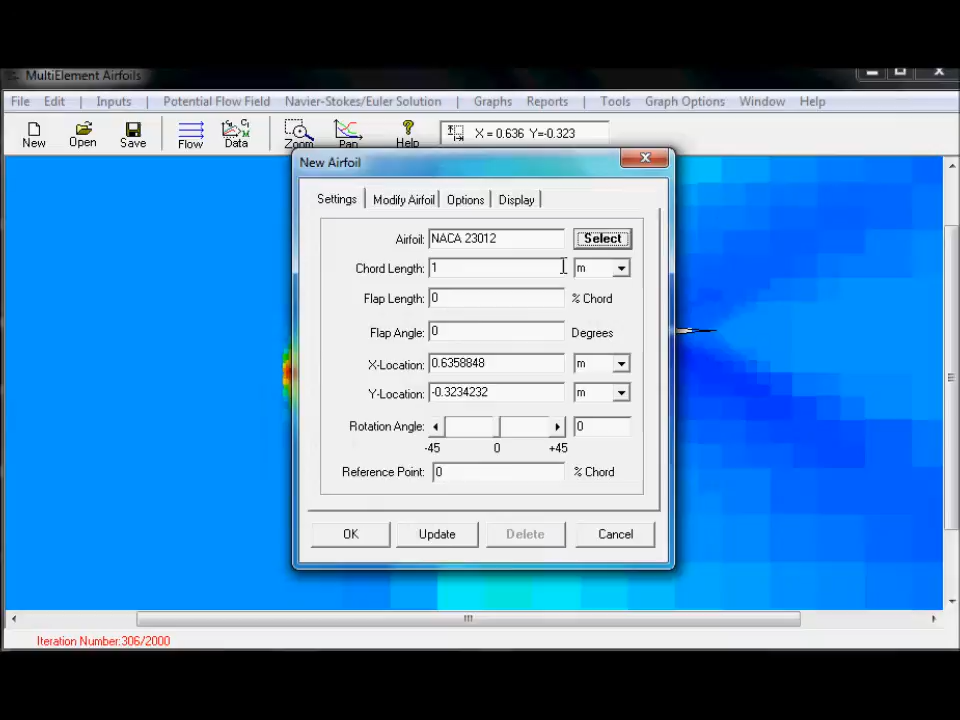 MultiElement Airfoils
File Edit Inputs Potential Flow Field Navier-Stokes/Euler Solution Graphs Reports Tools Graph Options Window Help
New Open Save Flow Data Zoom Pan Help X = 0.636 Y=-0.323
New Airfoil
Settings Modify Airfoil Options Display
Airfoil: NACA 23012 Select
Chord Length: 1 m
Flap Length: 0 % Chord
Flap Angle: 0 Degrees
X-Location: 0.6358848 m
Y-Location: -0.3234232 m
Rotation Angle: 0
-45 0 +45
Reference Point: 0 % Chord
OK Update Delete Cancel
Iteration Number:306/2000